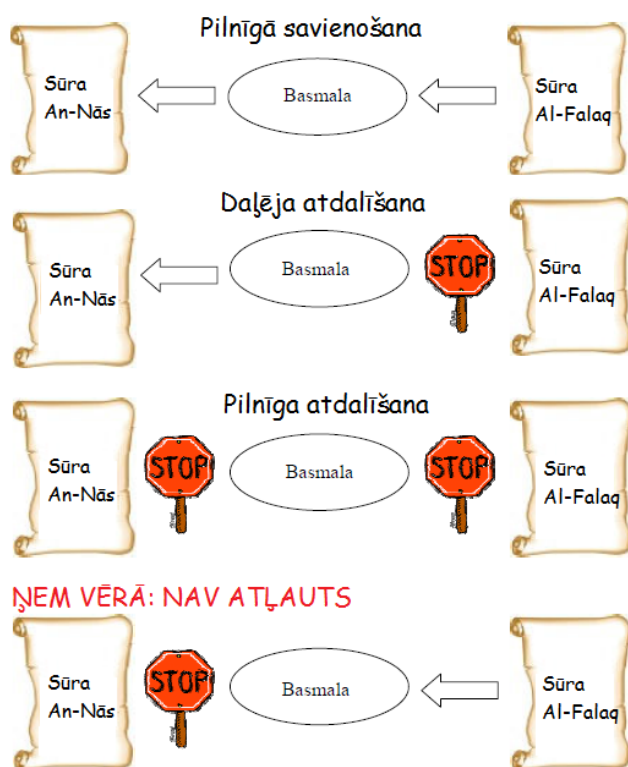 Pilnīgā savienošana
Sūra
An-Nās
Basmala
Sūra
Al-Falaq
Daļēja atdalīšana
Sūra
An-Nās
Basmala
STOP
Sūra
Al-Falaq
Pilnīga atdalīšana
Sūra
An-Nās
STOP
Basmala
STOP
Sūra
Al-Falaq
ŅEM VĒRĀ: NAV ATĻAUTS
Sūra
An-Nās
STOP
Basmala
Sūra
Al-Falaq